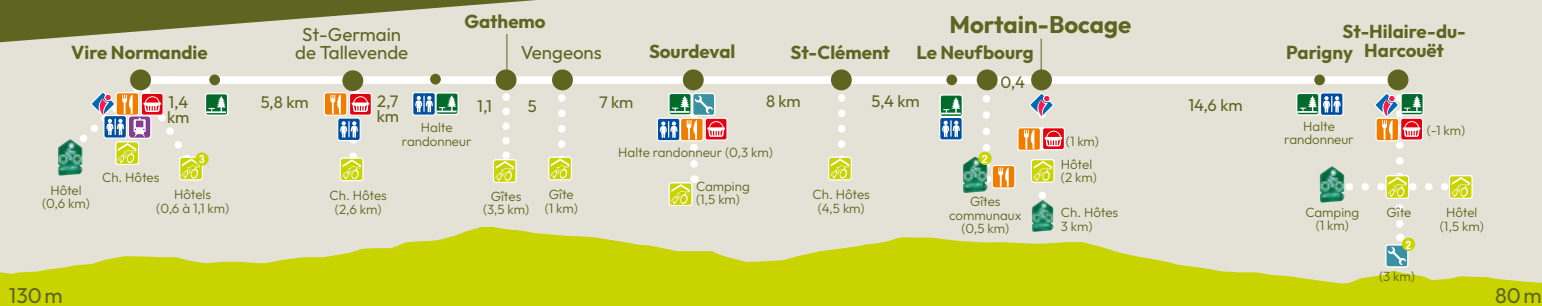 Vire Normandie
1,4
km
Ch. Hôtes
Hôtel
(0,6 km)
3
Hôtels
(0,6 à 1,1 km)
5,8 km
St-Germain
de Tallevende
2,7
km
Ch. Hôtes
(2,6 km)
Halte
randonneur
1,1
Gathemo
Gîtes
(3,5 km)
5
Vengeons
Gîte
(1 km)
7 km
Sourdeval
Halte randonneur (0,3 km)
Camping
(1,5 km)
8 km
St-Clément
Ch. Hôtes
(4,5 km)
5,4 km
Le Neufbourg
2
Gîtes
communaux
(0,5 km)
0,4
Mortain-Bocage
(1 km)
Hôtel
(2 km)
Ch. Hôtes
3 km)
14,6 km
Parigny
Halte
randonneur
St-Hilaire-du-
Harcouët
(-1 km)
Camping
(1 km)
Gîte
Hôtel
(1,5 km)
2
(3 km)
130 m
80 m